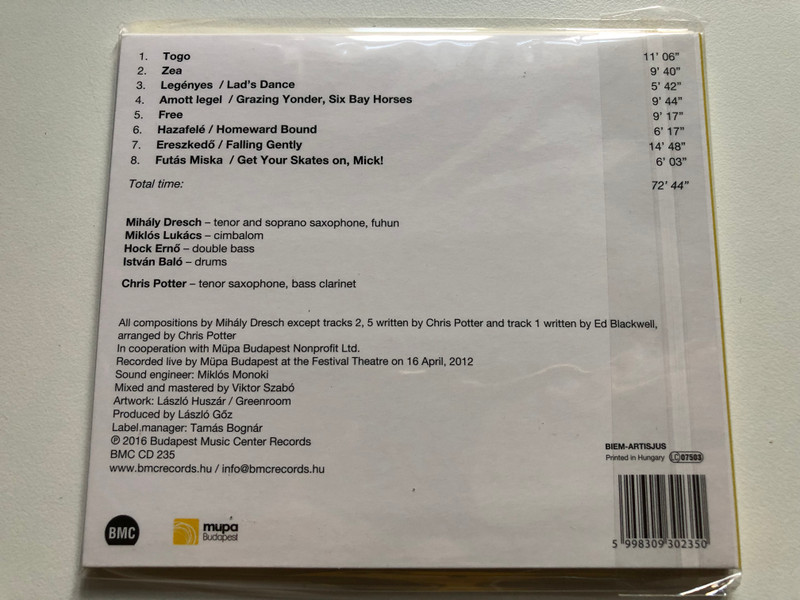 1. Togo 11' 06"
2. Zea 9' 40"
3. Legényes / Lad's Dance 5' 42"
4. Amott legel / Grazing Yonder, Six Bay Horses 9' 44"
5. Free 9' 17"
6. Hazafelé / Homeward Bound 6' 17"
7. Ereszkedő / Falling Gently 14' 48"
8. Futás Miska / Get Your Skates on, Mick! 6' 03"
Total time: 72' 44"
Mihály Dresch – tenor and soprano saxophone, fuhun
Miklós Lukács – cimbalom
Hock Ernő – double bass
István Baló – drums
Chris Potter – tenor saxophone, bass clarinet
All compositions by Mihály Dresch except tracks 2, 5 written by Chris Potter and track 1 written by Ed Blackwell,
arranged by Chris Potter
In cooperation with Müpa Budapest Nonprofit Ltd.
Recorded live by Müpa Budapest at the Festival Theatre on 16 April, 2012
Sound engineer: Miklós Monoki
Mixed and mastered by Viktor Szabó
Artwork: László Huszár / Greenroom
Produced by László Gőz
Label manager: Tamás Bognár
℗ 2016 Budapest Music Center Records
BMC CD 235
www.bmcrecords.hu / info@bmcrecords.hu
BIEM-ARTISJUS
Printed in Hungary LC 07503
BMC
müpa
Budapest
5 998309 302350